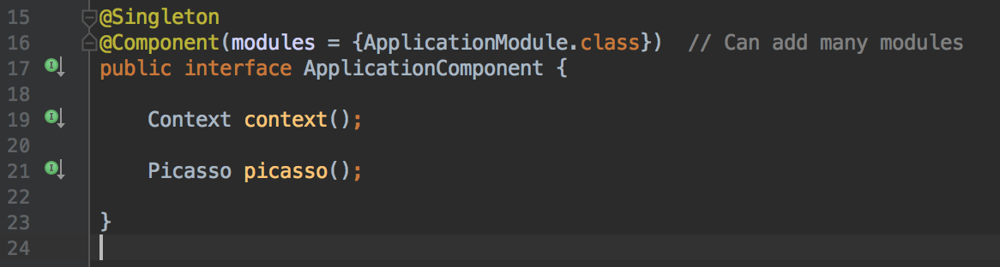 15 @Singleton
16 @Component(modules = {ApplicationModule.class})  // Can add many modules
17 public interface ApplicationComponent {
18
19     Context context();
20
21     Picasso picasso();
22
23 }
24